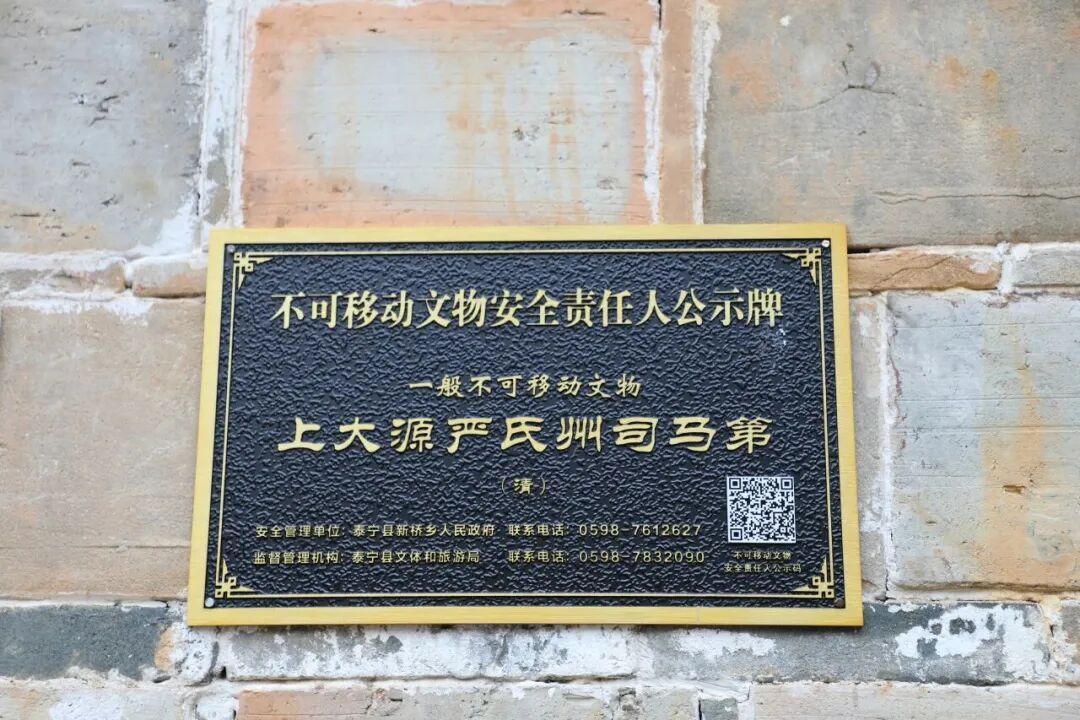 不可移动文物安全责任人公示牌
一般不可移动文物
上大源严氏州司马第
（清）
安全管理单位：泰宁县新桥乡人民政府 联系电话：0598-7612627
监督管理机构：泰宁县文体和旅游局 联系电话：0598-7832090
不可移动文物
安全责任人公示码